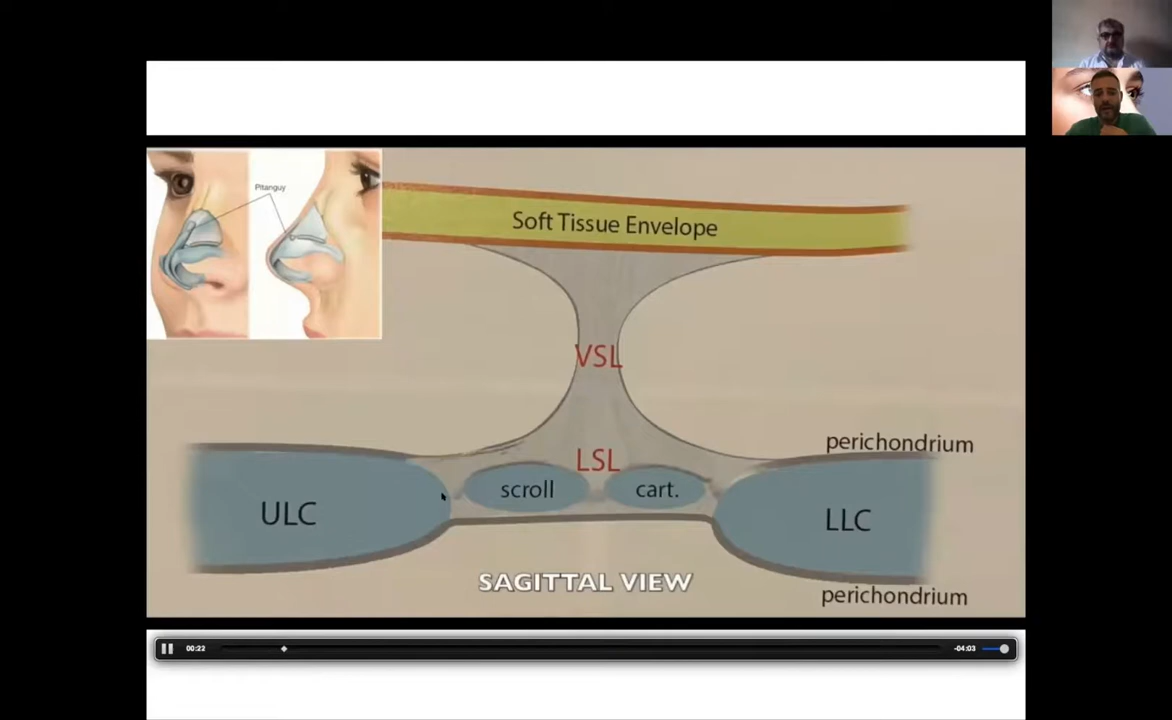 Pitanguy
Soft Tissue Envelope
VSL
perichondrium
LSL
scroll
cart.
ULC
LLC
SAGITTAL VIEW
perichondrium
00:22
-04:03